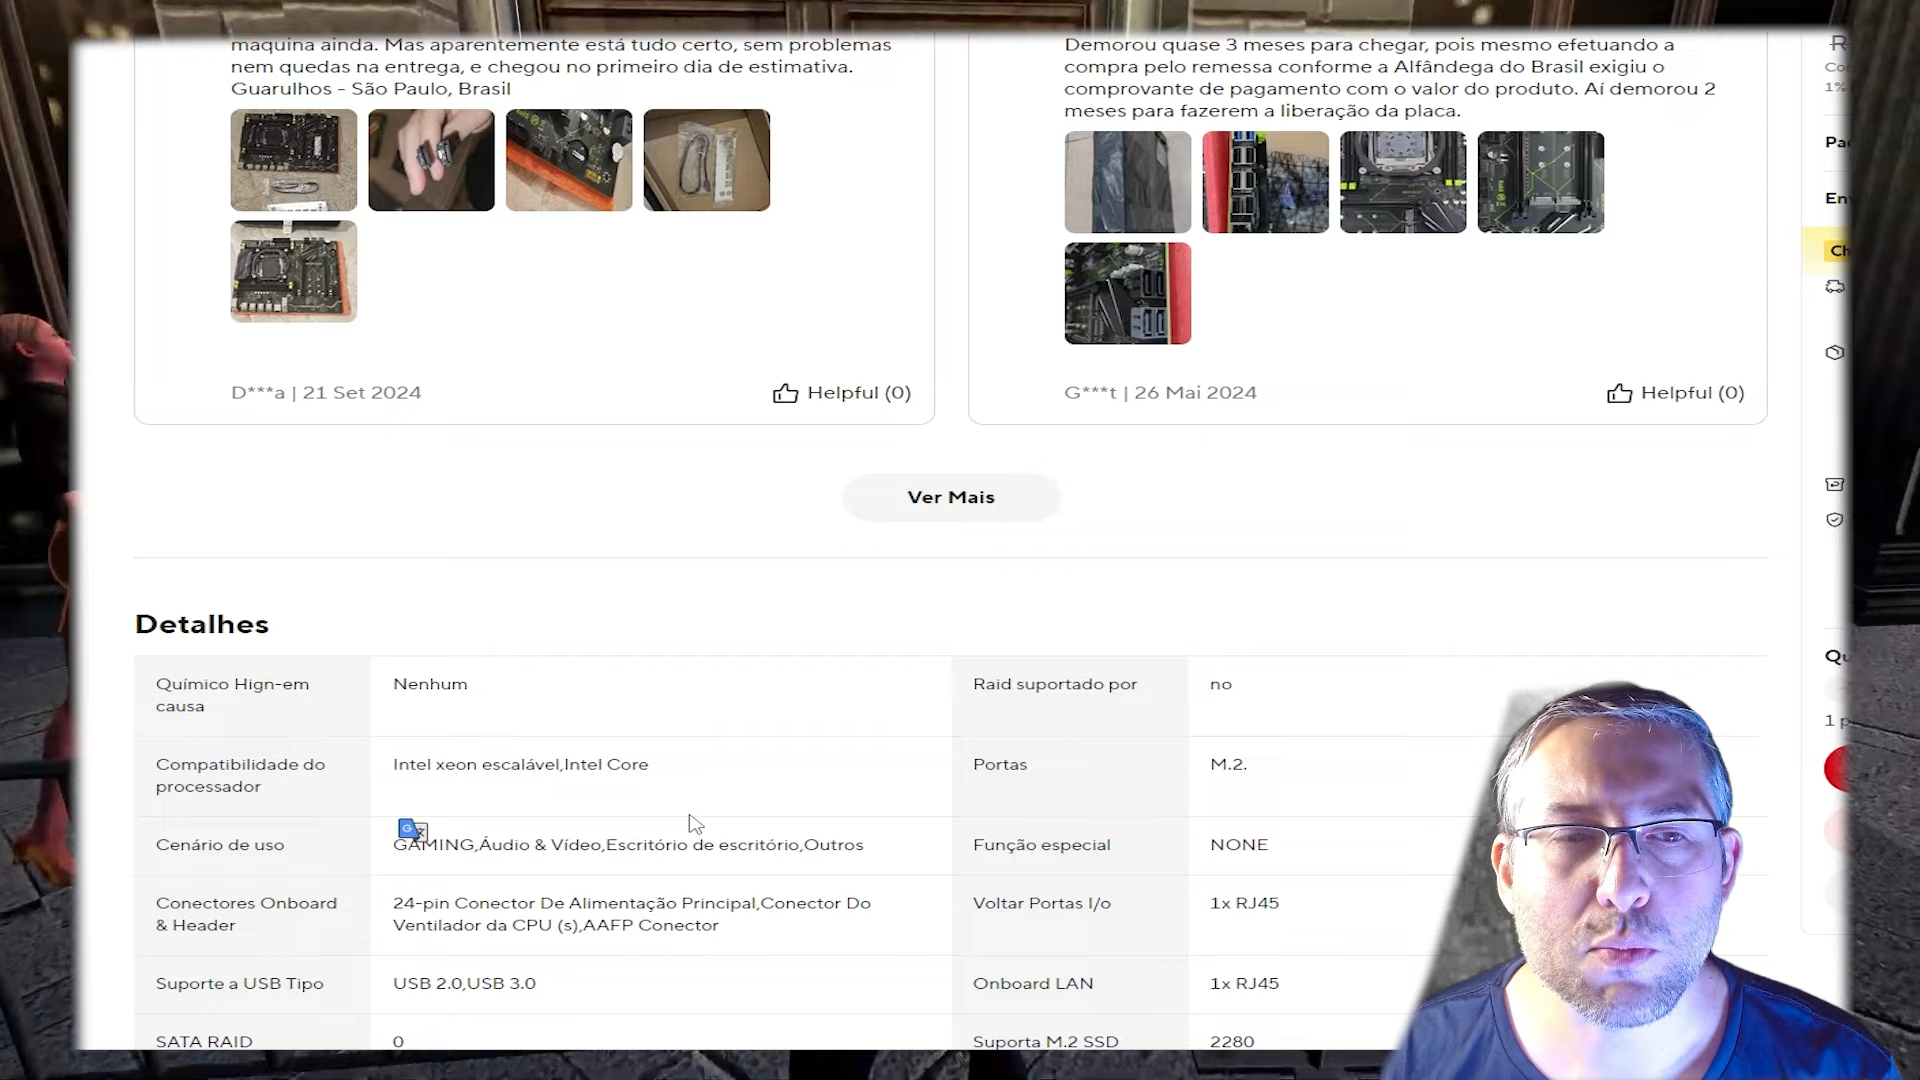 maquina ainda. Mas aparentemente está tudo certo, sem problemas
nem quedas na entrega, e chegou no primeiro dia de estimativa.
Guarulhos - São Paulo, Brasil
D***a | 21 Set 2024
Helpful (0)
Demorou quase 3 meses para chegar, pois mesmo efetuando a
compra pelo remessa conforme a Alfândega do Brasil exigiu o
comprovante de pagamento com o valor do produto. Aí demorou 2
meses para fazerem a liberação da placa.
G***t | 26 Mai 2024
Helpful (0)
Ver Mais
Detalhes
Químico Hign-em
causa
Nenhum
Raid suportado por
no
Compatibilidade do
processador
Intel xeon escalável,Intel Core
Portas
M.2.
Cenário de uso
GAMING,Áudio & Vídeo,Escritório de escritório,Outros
Função especial
NONE
Conectores Onboard
& Header
24-pin Conector De Alimentação Principal,Conector Do
Ventilador da CPU (s),AAFP Conector
Voltar Portas I/o
1x RJ45
Suporte a USB Tipo
USB 2.0,USB 3.0
Onboard LAN
1x RJ45
SATA RAID
0
Suporta M.2 SSD
2280
1%